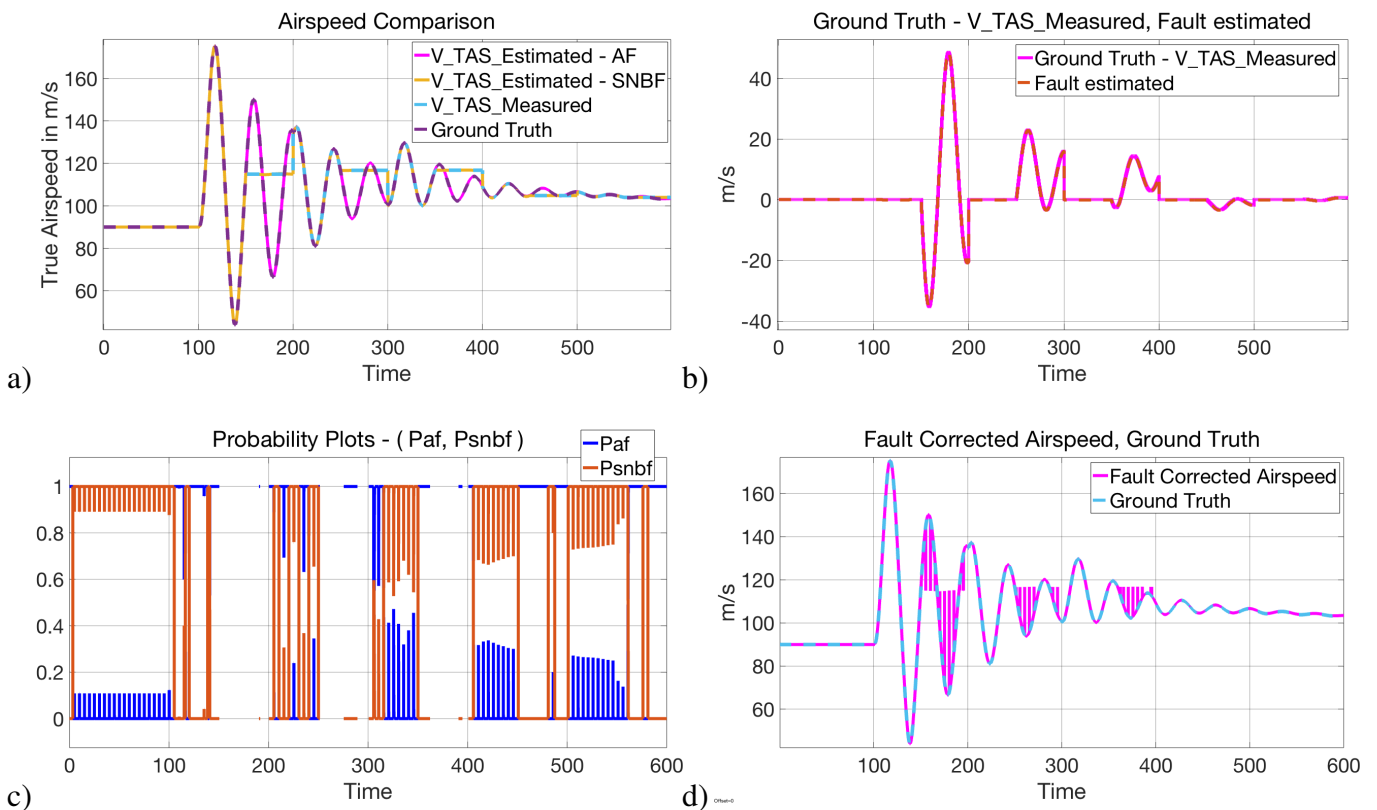 Airspeed Comparison
V_TAS_Estimated - AF
V_TAS_Estimated - SNBF
V_TAS_Measured
Ground Truth
True Airspeed in m/s
160
140
120
100
80
60
0 100 200 300 400 500
Time
a)
Ground Truth - V_TAS_Measured, Fault estimated
Ground Truth - V_TAS_Measured
Fault estimated
m/s
40
20
0
-20
-40
100 200 300 400 500
Time
b)
Probability Plots - ( Paf, Psnbf )
Paf
Psnbf
1
0.8
0.6
0.4
0.2
0
0 100 200 300 400 500 600
Time
c)
Fault Corrected Airspeed, Ground Truth
Fault Corrected Airspeed
Ground Truth
m/s
160
140
120
100
80
60
100 200 300 400 500 600
Time
d)
Offset=0